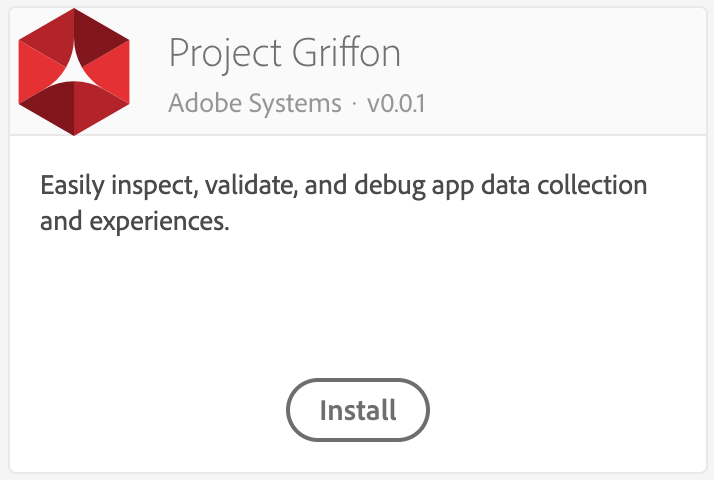 Project Griffon
Adobe Systems · v0.0.1
Easily inspect, validate, and debug app data collection
and experiences.
Install